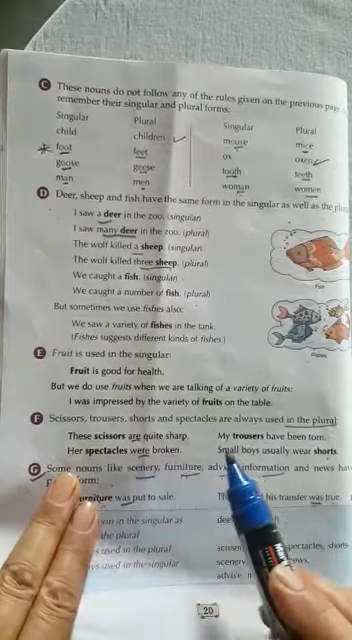 C These nouns do not follow any of the rules given on the previous page
remember their singular and plural forms:
Singular Plural Singular Plural
child children mouse mice
foot feet ox oxen
goose geese tooth teeth
man men woman women
D Deer, sheep and fish have the same form in the singular as well as the
I saw a deer in the zoo. (singular)
I saw many deer in the zoo. (plural)
The wolf killed a sheep. (singular)
The wolf killed three sheep. (plural)
We caught a fish. (singular)
We caught a number of fish. (plural)
Fish
But sometimes we use fishes also:
We saw a variety of fishes in the tank.
(Fishes suggests different kinds of fishes.)
Fishes
E Fruit is used in the singular:
Fruit is good for health.
But we do use fruits when we are talking of a variety of fruits:
I was impressed by the variety of fruits on the table.
F Scissors, trousers, shorts and spectacles are always used in the plural:
These scissors are quite sharp. My trousers have been torn.
Her spectacles were broken. Small boys usually wear shorts.
G Some nouns like scenery, furniture, advice, information and news
orm:
urniture was put to sale. his transfer was true.
in the singular as
the plural
s used in the plural spectacles, shorts
used in the singular scenery, news,
advice
20